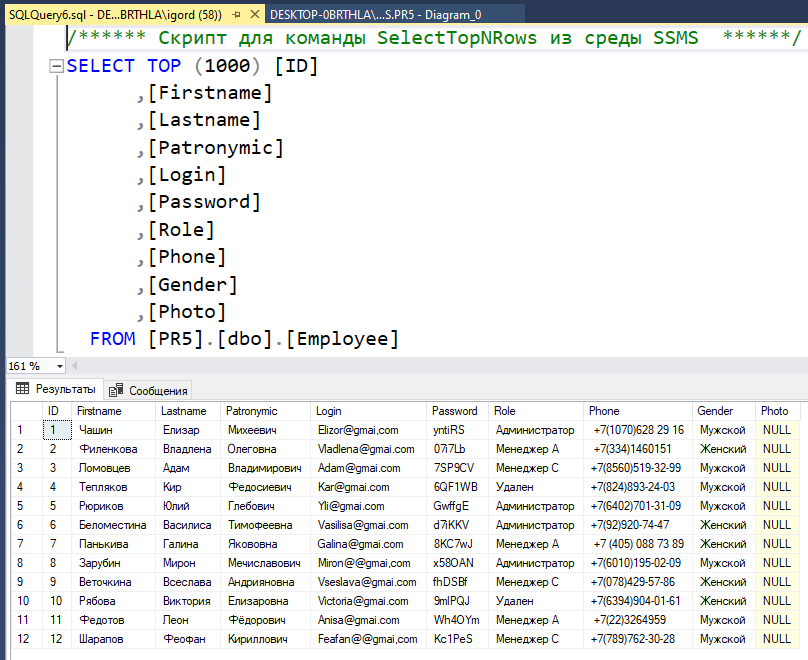 SQLQuery6.sql - DE...BRTHLA\igord (58)) DESKTOP-0BRTHLA\...S.PR5 - Diagram_0
/****** Скрипт для команды SelectTopNRows из среды SSMS ******/
SELECT TOP (1000) [ID]
,[Firstname]
,[Lastname]
,[Patronymic]
,[Login]
,[Password]
,[Role]
,[Phone]
,[Gender]
,[Photo]
FROM [PR5].[dbo].[Employee]
161 %
Результаты Сообщения
ID Firstname Lastname Patronymic Login Password Role Phone Gender Photo
1 1 Чашин Елизар Михеевич Elizor@gmai,com yntiRS Администратор +7(1070)628 29 16 Мужской NULL
2 2 Филенкова Владлена Олеговна Vladlena@gmai.com 07i7Lb Менеджер А +7(334)1460151 Женский NULL
3 3 Ломовцев Адам Владимирович Adam@gmai.com 7SP9CV Менеджер С +7(8560)519-32-99 Мужской NULL
4 4 Тепляков Кир Федосиевич Kar@gmai.com 6QF1WB Удален +7(824)893-24-03 Мужской NULL
5 5 Рюриков Юлий Глебович Yli@gmai.com GwffgE Администратор +7(6402)701-31-09 Мужской NULL
6 6 Беломестина Василиса Тимофеевна Vasilisa@gmai.com d7iKKV Администратор +7(92)920-74-47 Женский NULL
7 7 Панькива Галина Яковна Galina@gmai.com 8KC7wJ Менеджер А +7 (405) 088 73 89 Женский NULL
8 8 Зарубин Мирон Мечиславович Miron@@gmai,com x58OAN Администратор +7(6010)195-02-09 Мужской NULL
9 9 Веточкина Всеслава Андрияновна Vseslava@gmai.com fhDSBf Менеджер С +7(078)429-57-86 Женский NULL
10 10 Рябова Виктория Елизаровна Victoria@gmai.com 9mlPQJ Удален +7(6394)904-01-61 Женский NULL
11 11 Федотов Леон Фёдорович Anisa@gmai.com Wh4OYm Менеджер А +7(22)3264959 Мужской NULL
12 12 Шарапов Феофан Кириллович Feafan@@gmai,com Kc1PeS Менеджер С +7(789)762-30-28 Мужской NULL